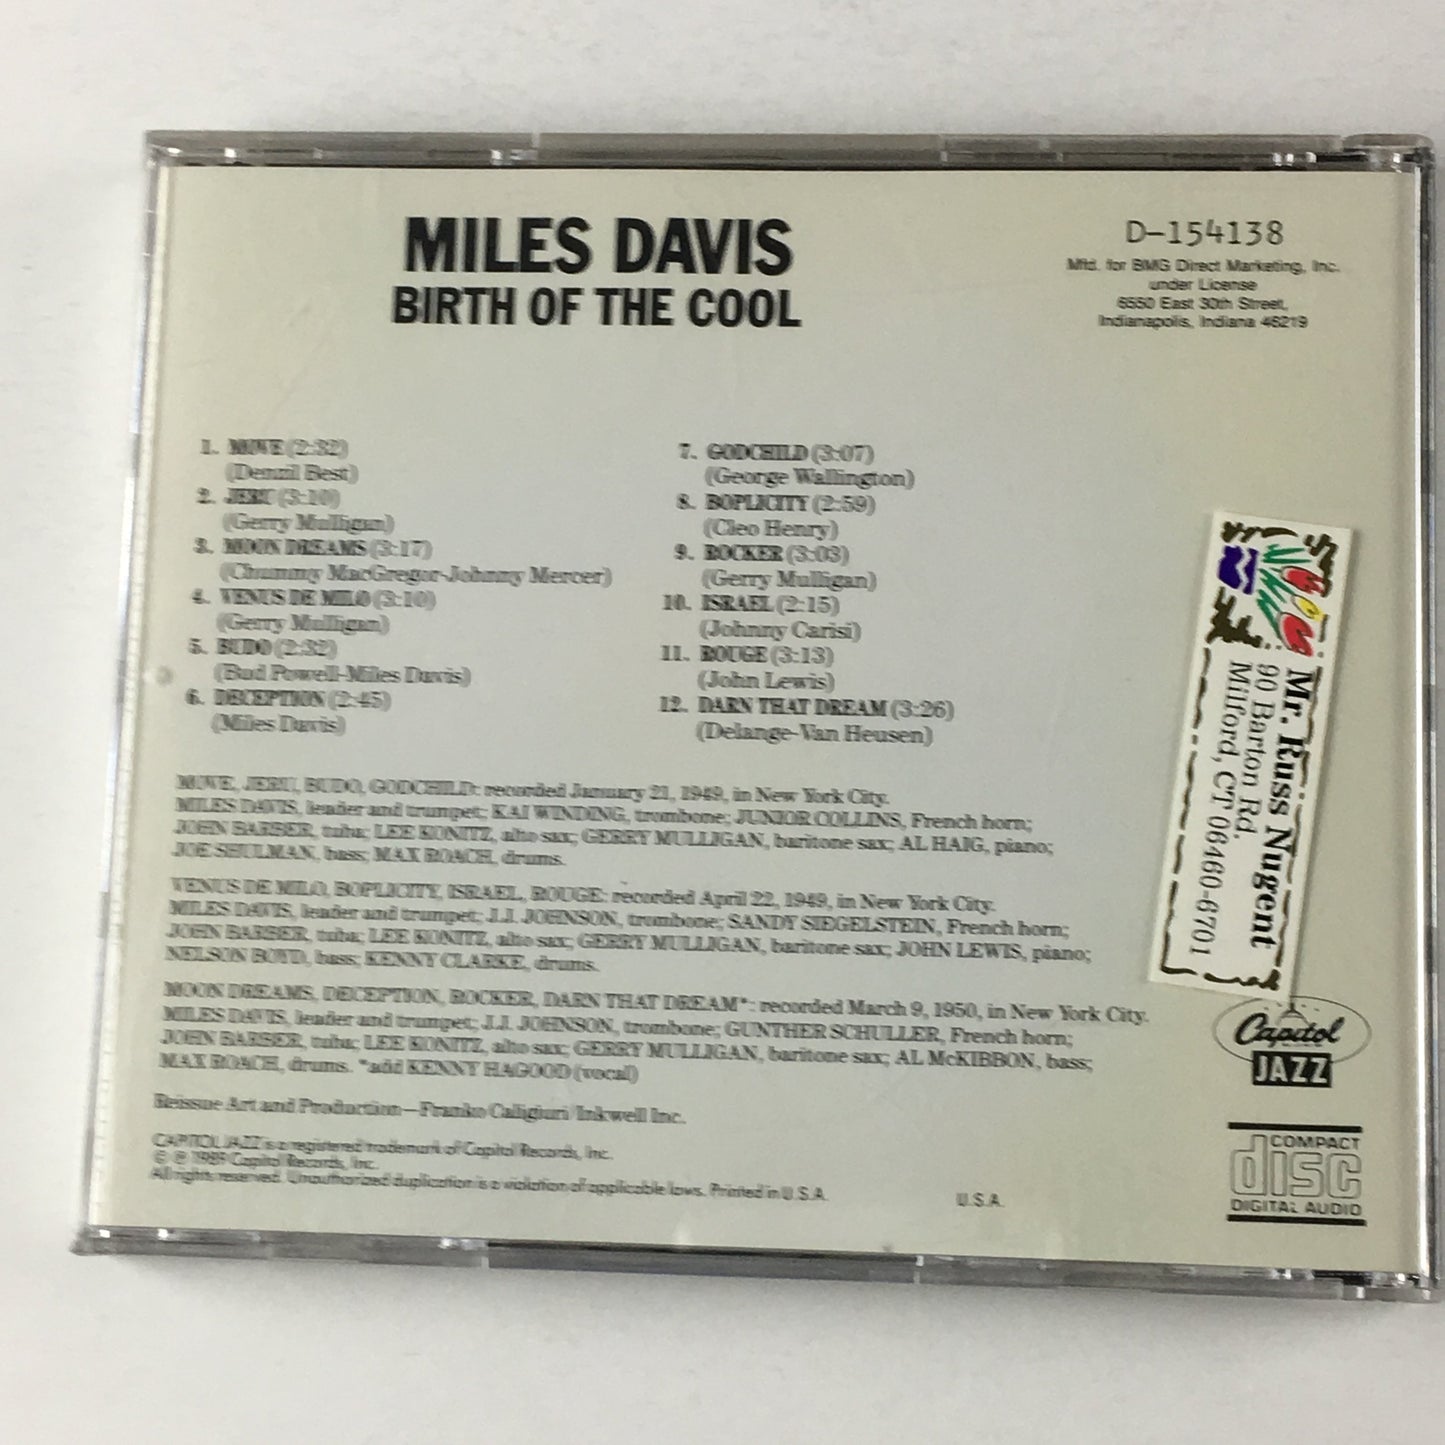 MILES DAVIS
BIRTH OF THE COOL
D-154138
Mfd. for BMG Direct Marketing, Inc.
under License
6550 East 30th Street,
Indianapolis, Indiana 46219
1. MOVE (2:32)
(Denzil Best)
2. JERU (3:10)
(Gerry Mulligan)
3. MOON DREAMS (3:17)
(Chummy MacGregor-Johnny Mercer)
4. VENUS DE MILO (3:10)
(Gerry Mulligan)
5. BUDO (2:32)
(Bud Powell-Miles Davis)
6. DECEPTION (2:45)
(Miles Davis)
7. GODCHILD (3:07)
(George Wallington)
8. BOPLICITY (2:59)
(Cleo Henry)
9. ROCKER (3:03)
(Gerry Mulligan)
10. ISRAEL (2:15)
(Johnny Carisi)
11. ROUGE (3:13)
(John Lewis)
12. DARN THAT DREAM (3:26)
(Delange-Van Heusen)
MOVE, JERU, BUDO, GODCHILD: recorded January 21, 1949, in New York City.
MILES DAVIS, leader and trumpet; KAI WINDING, trombone; JUNIOR COLLINS, French horn;
JOHN BARBER, tuba; LEE KONITZ, alto sax; GERRY MULLIGAN, baritone sax; AL HAIG, piano;
JOE SHULMAN, bass; MAX ROACH, drums.
VENUS DE MILO, BOPLICITY, ISRAEL, ROUGE: recorded April 22, 1949, in New York City.
MILES DAVIS, leader and trumpet; J.J. JOHNSON, trombone; SANDY SIEGELSTEIN, French horn;
JOHN BARBER, tuba; LEE KONITZ, alto sax; GERRY MULLIGAN, baritone sax; JOHN LEWIS, piano;
NELSON BOYD, bass; KENNY CLARKE, drums.
MOON DREAMS, DECEPTION, ROCKER, DARN THAT DREAM*: recorded March 9, 1950, in New York City.
MILES DAVIS, leader and trumpet; J.J. JOHNSON, trombone; GUNTHER SCHULLER, French horn;
JOHN BARBER, tuba; LEE KONITZ, alto sax; GERRY MULLIGAN, baritone sax; AL McKIBBON, bass;
MAX ROACH, drums. *add KENNY HAGOOD (vocal)
Reissue Art and Production—Franko Caligiuri/Inkwell Inc.
CAPITOL JAZZ is a registered trademark of Capitol Records, Inc.
© ℗ 1989 Capitol Records, Inc.
All rights reserved. Unauthorized duplication is a violation of applicable laws. Printed in U.S.A.
U.S.A.
Mr. Russ Nugent
90 Barton Rd.
Milford, CT 06460-6701
Capitol
JAZZ
COMPACT
disc
DIGITAL AUDIO